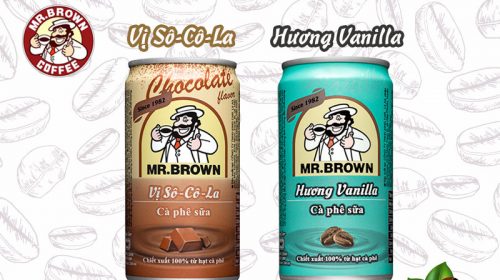 MR.BROWN
COFFEE
Vị Sô-Cô-La
Hương Vanilla
Chocolate
flavor
Since 1982
MR.BROWN
Vị Sô-Cô-La
Cà phê sữa
Chiết xuất 100% từ hạt cà phê
Since 1982
MR.BROWN
Hương Vanilla
Cà phê sữa
Chiết xuất 100% từ hạt cà phê